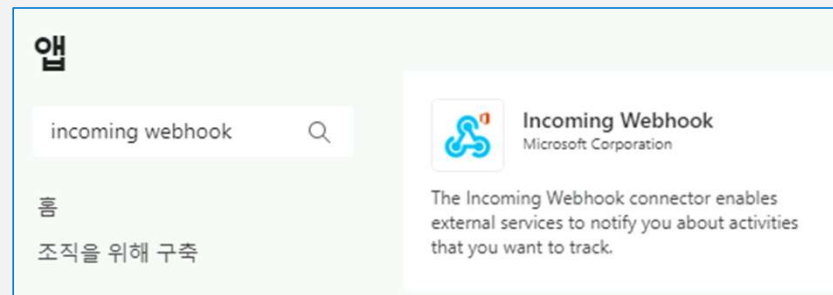 앱
incoming webhook
홈
조직을 위해 구축
Incoming Webhook
Microsoft Corporation
The Incoming Webhook connector enables
external services to notify you about activities
that you want to track.